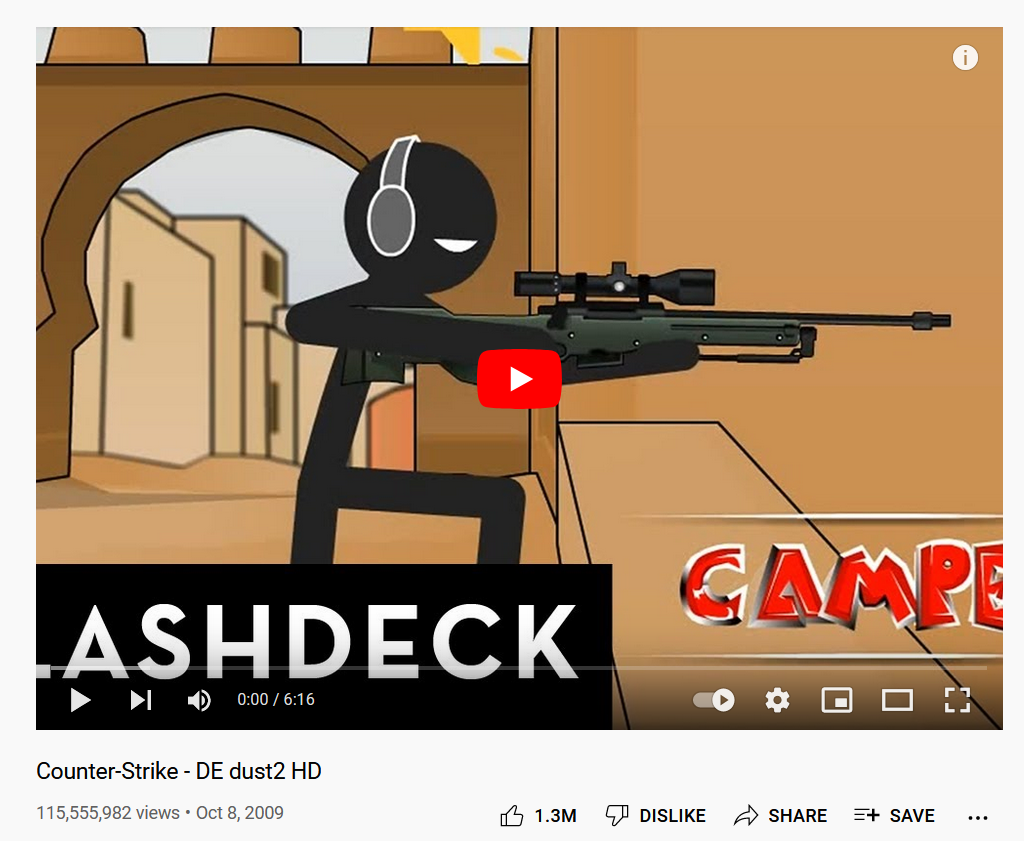 i
CAMPE
LASHDECK
0:00 / 6:16
Counter-Strike - DE dust2 HD
115,555,982 views • Oct 8, 2009
1.3M DISLIKE SHARE SAVE ...